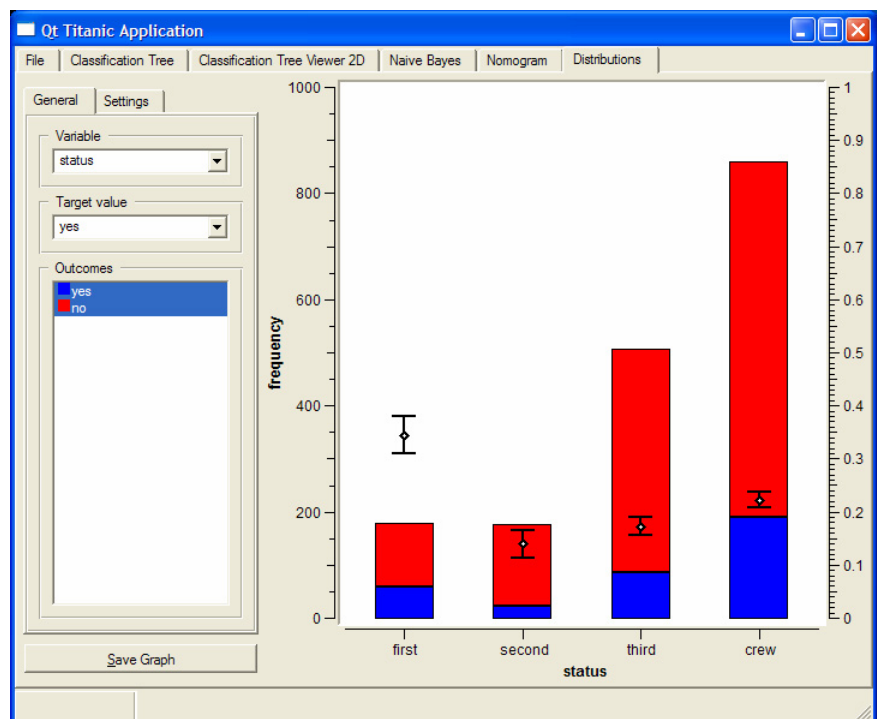 Qt Titanic Application
File Classification Tree Classification Tree Viewer 2D Naive Bayes Nomogram Distributions
General Settings
Variable
status
Target value
yes
Outcomes
yes
no
Save Graph
frequency
1000
800
600
400
200
0
1
0.9
0.8
0.7
0.6
0.5
0.4
0.3
0.2
0.1
0
first second third crew
status